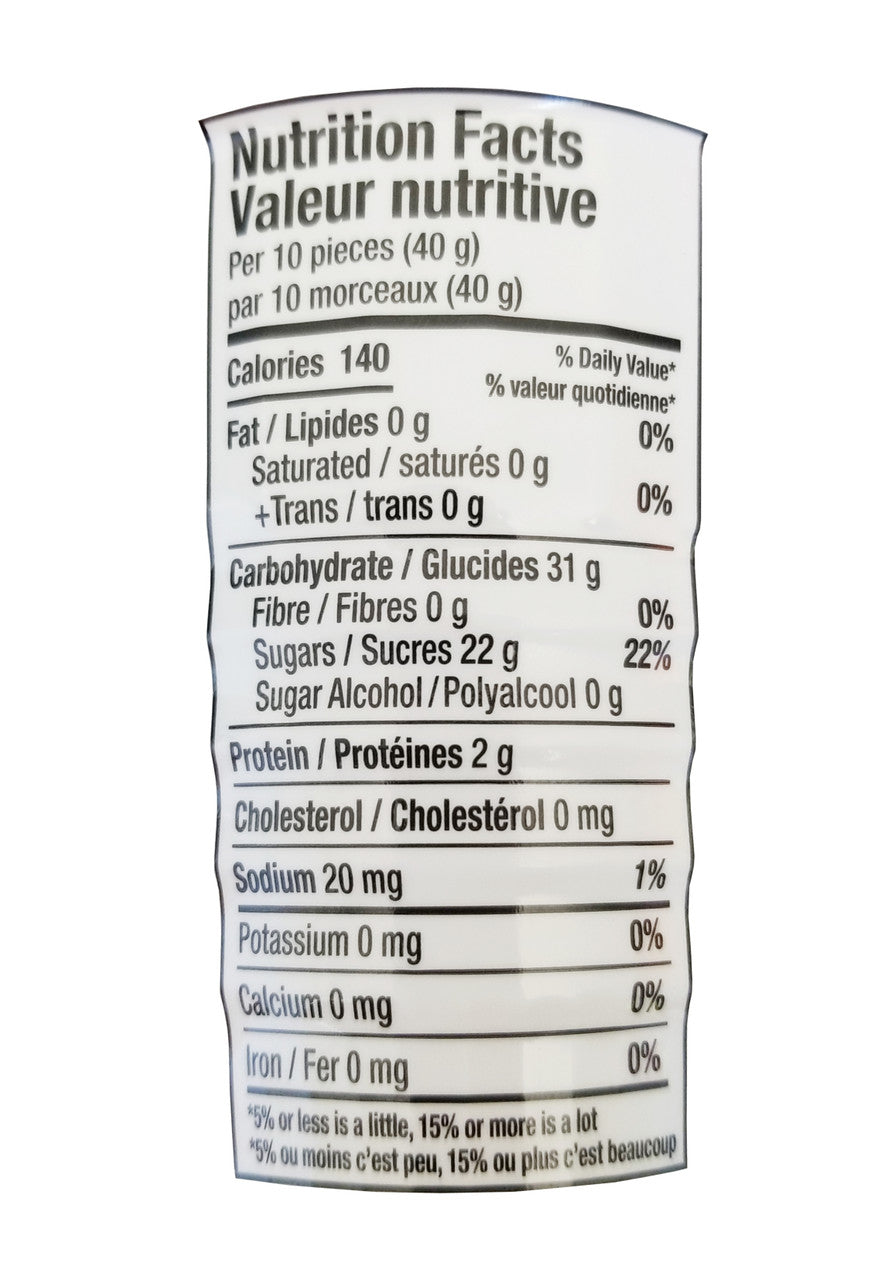 Nutrition Facts
Valeur nutritive
Per 10 pieces (40 g)
par 10 morceaux (40 g)
Calories 140
% Daily Value*
% valeur quotidienne*
Fat / Lipides 0 g 0%
Saturated / saturés 0 g
+Trans / trans 0 g 0%
Carbohydrate / Glucides 31 g
Fibre / Fibres 0 g 0%
Sugars / Sucres 22 g 22%
Sugar Alcohol / Polyalcool 0 g
Protein / Protéines 2 g
Cholesterol / Cholestérol 0 mg
Sodium 20 mg 1%
Potassium 0 mg 0%
Calcium 0 mg 0%
Iron / Fer 0 mg 0%
*5% or less is a little, 15% or more is a lot
*5% ou moins c'est peu, 15% ou plus c'est beaucoup